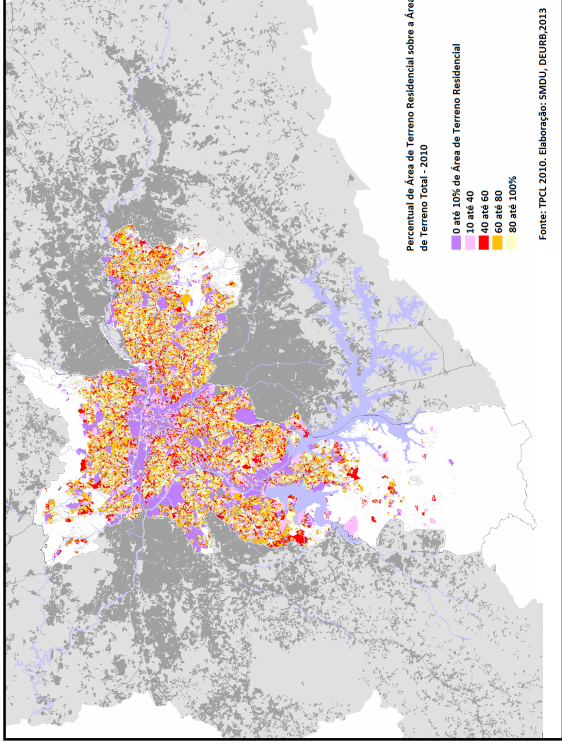 Percentual de Área de Terreno Residencial sobre a Área
de Terreno Total - 2010
0 até 10% de Área de Terreno Residencial
10 até 40
40 até 60
60 até 80
80 até 100%
Fonte: TPCL 2010. Elaboração: SMDU, DEURB,2013